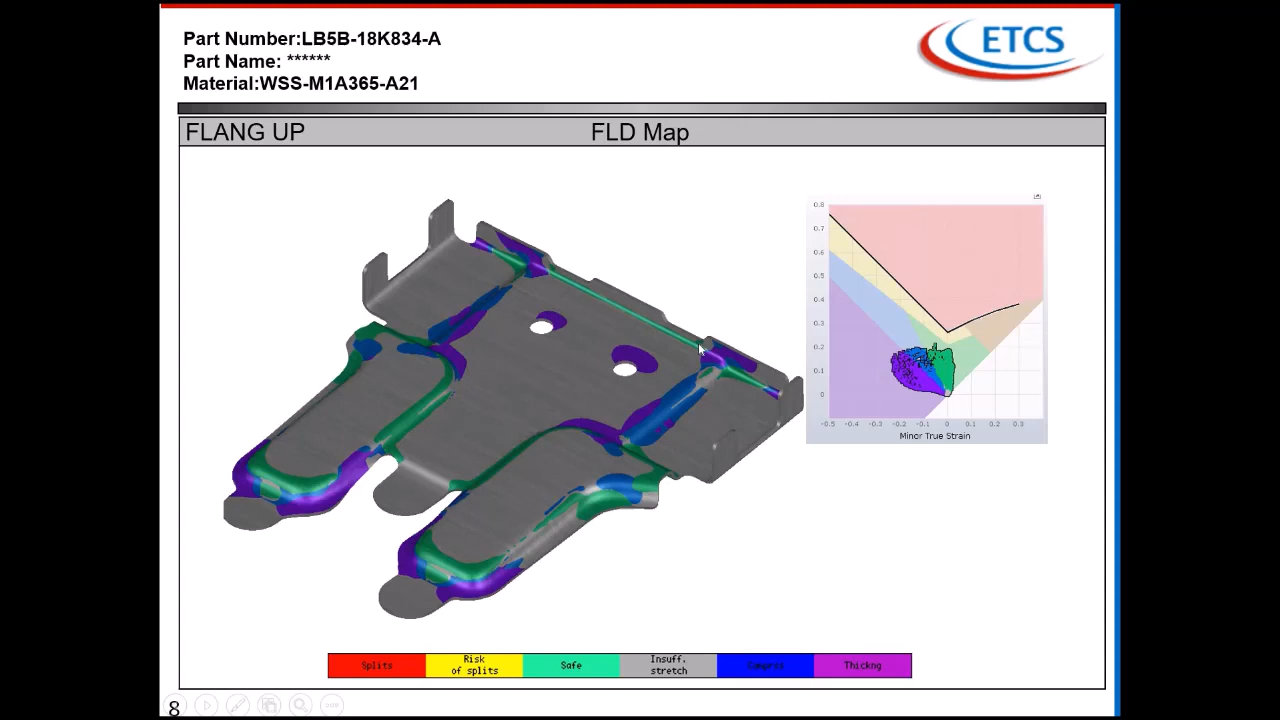 Part Number:LB5B-18K834-A
Part Name: ******
Material:WSS-M1A365-A21
ETCS
FLANG UP
FLD Map
0.8
0.7
0.6
0.5
0.4
0.3
0.2
0.1
0
-0.5 -0.4 -0.3 -0.2 -0.1 0 0.1 0.2 0.3
Minor True Strain
Splits
Risk
of splits
Safe
Insuff.
stretch
Compres
Thickng
8